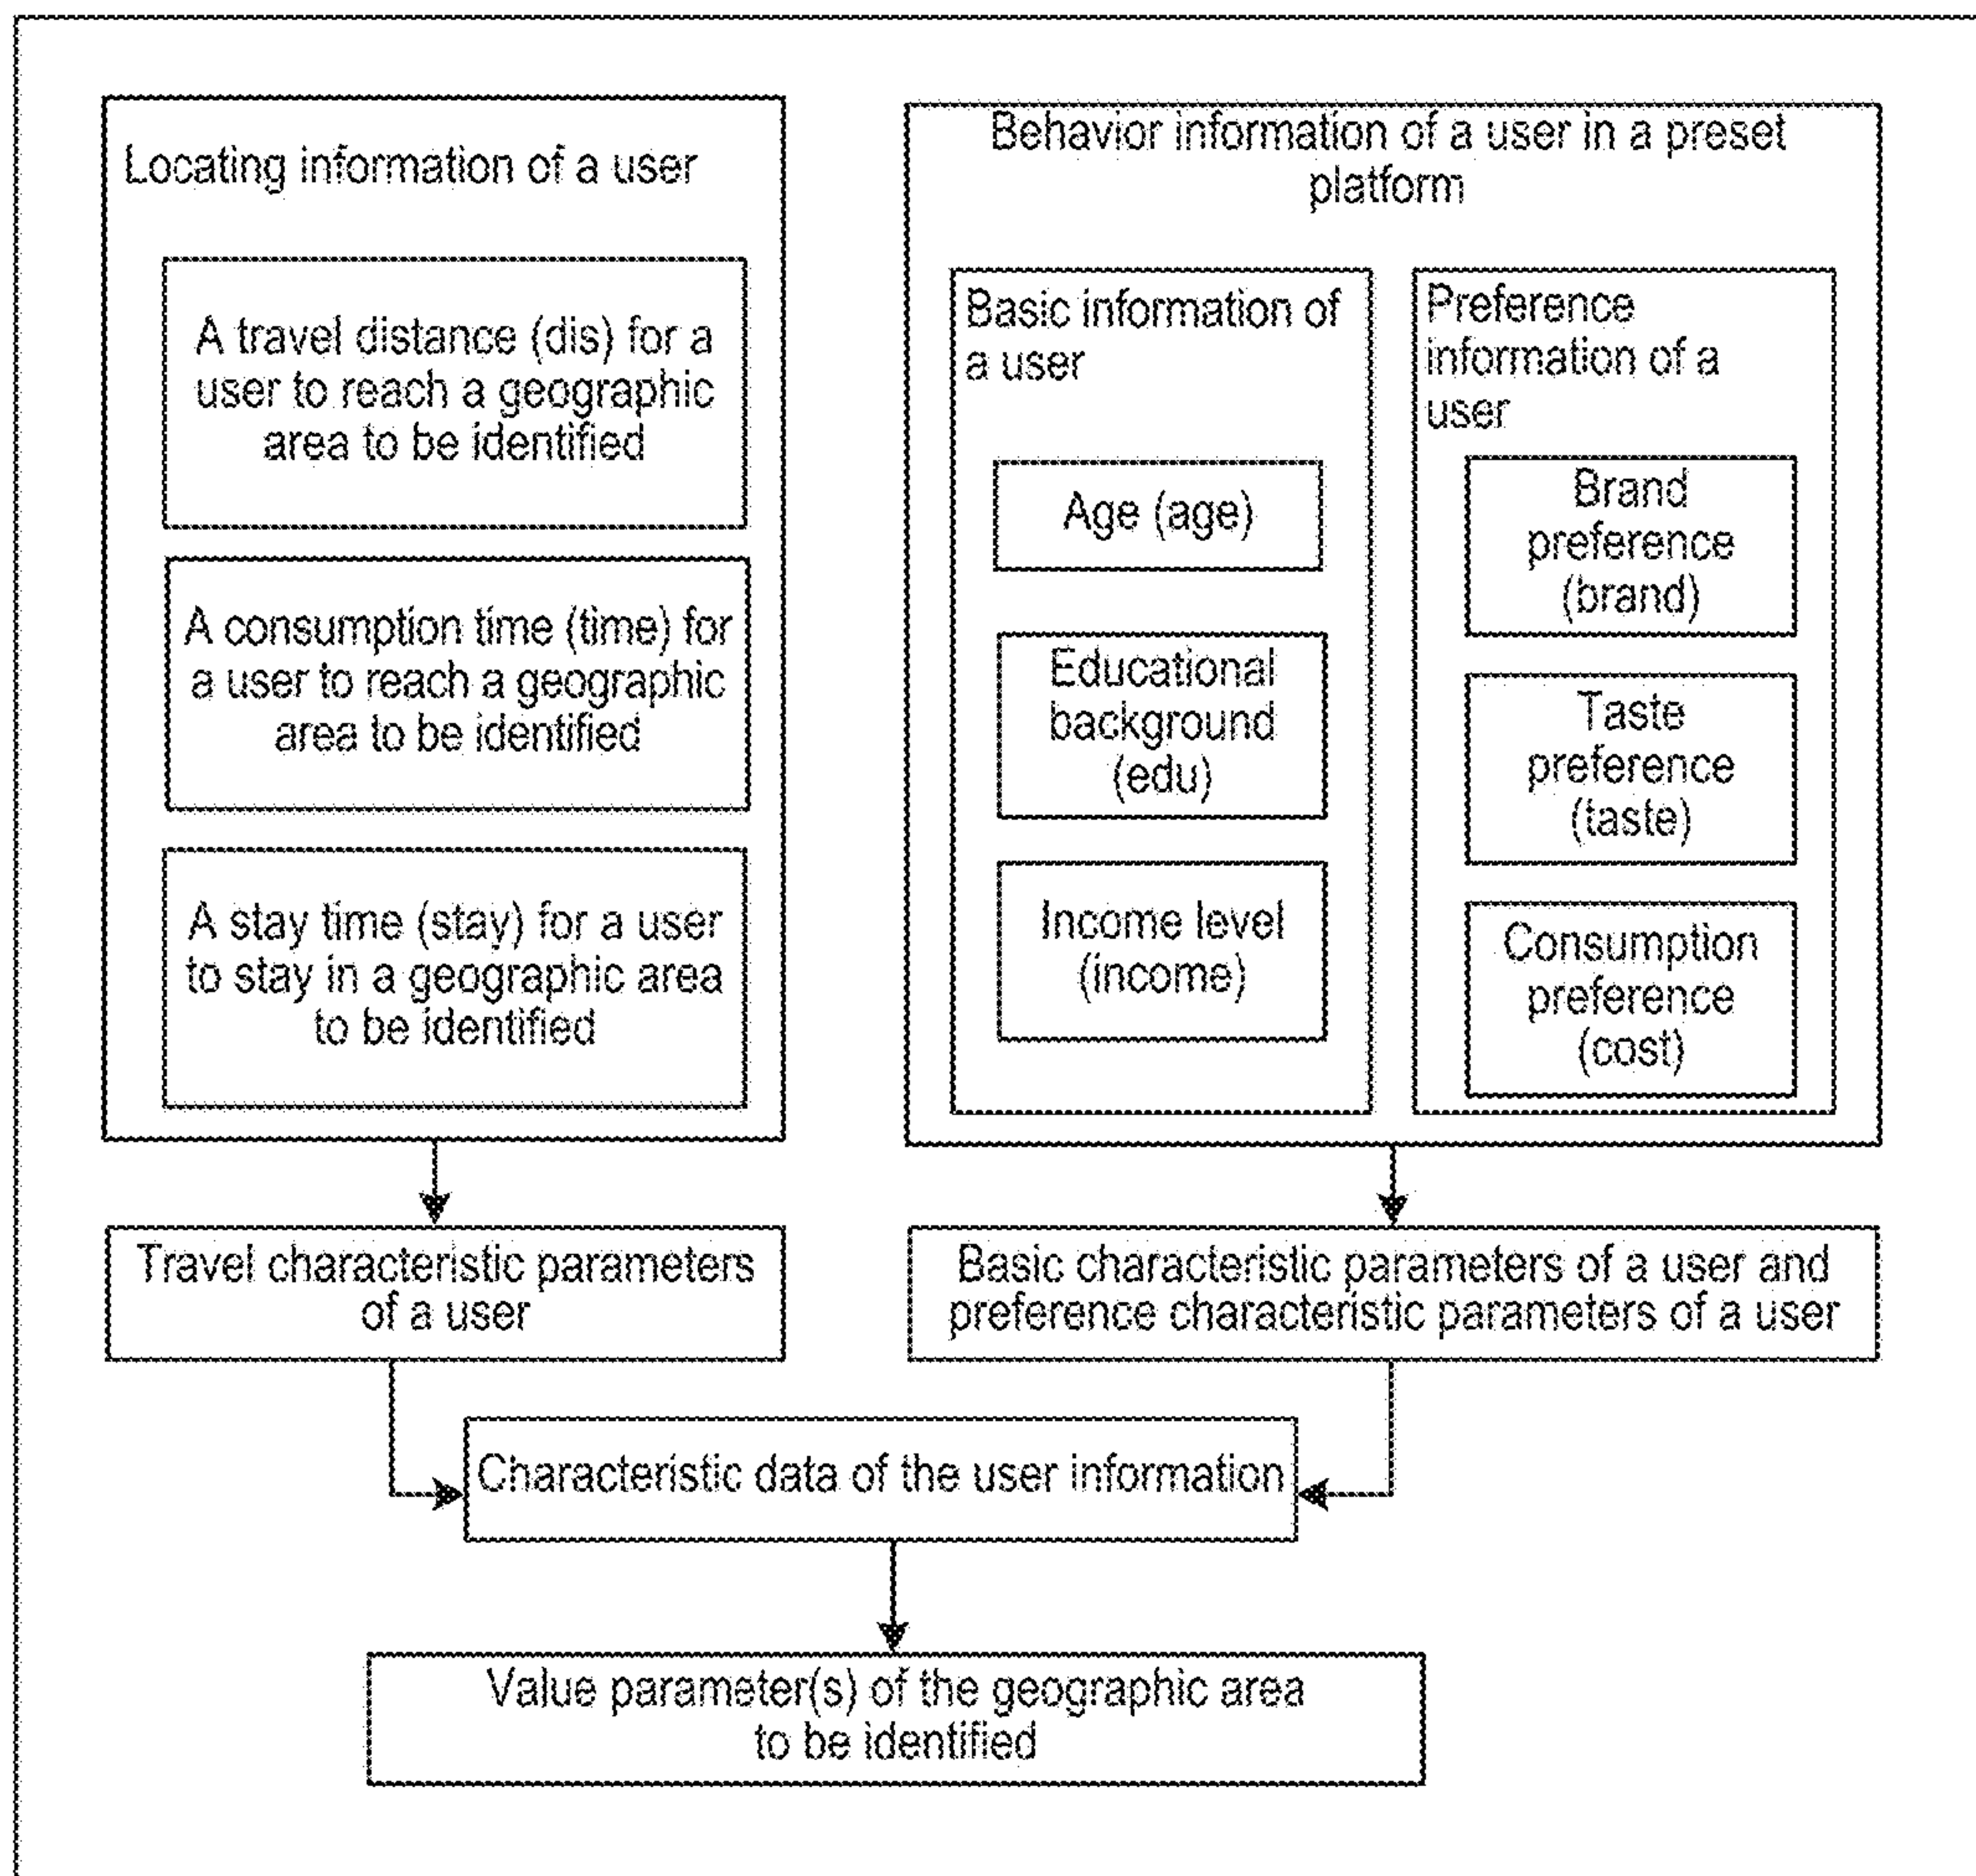 Locating information of a user
A travel distance (dis) for a
user to reach a geographic
area to be identified
A consumption time (time) for
a user to reach a geographic
area to be identified
A stay time (stay) for a user
to stay in a geographic area
to be identified
Behavior information of a user in a preset
platform
Basic information of
a user
Age (age)
Educational
background
(edu)
Income level
(income)
Preference
information of a
user
Brand
preference
(brand)
Taste
preference
(taste)
Consumption
preference
(cost)
Travel characteristic parameters
of a user
Basic characteristic parameters of a user and
preference characteristic parameters of a user
Characteristic data of the user information
Value parameter(s) of the geographic area
to be identified